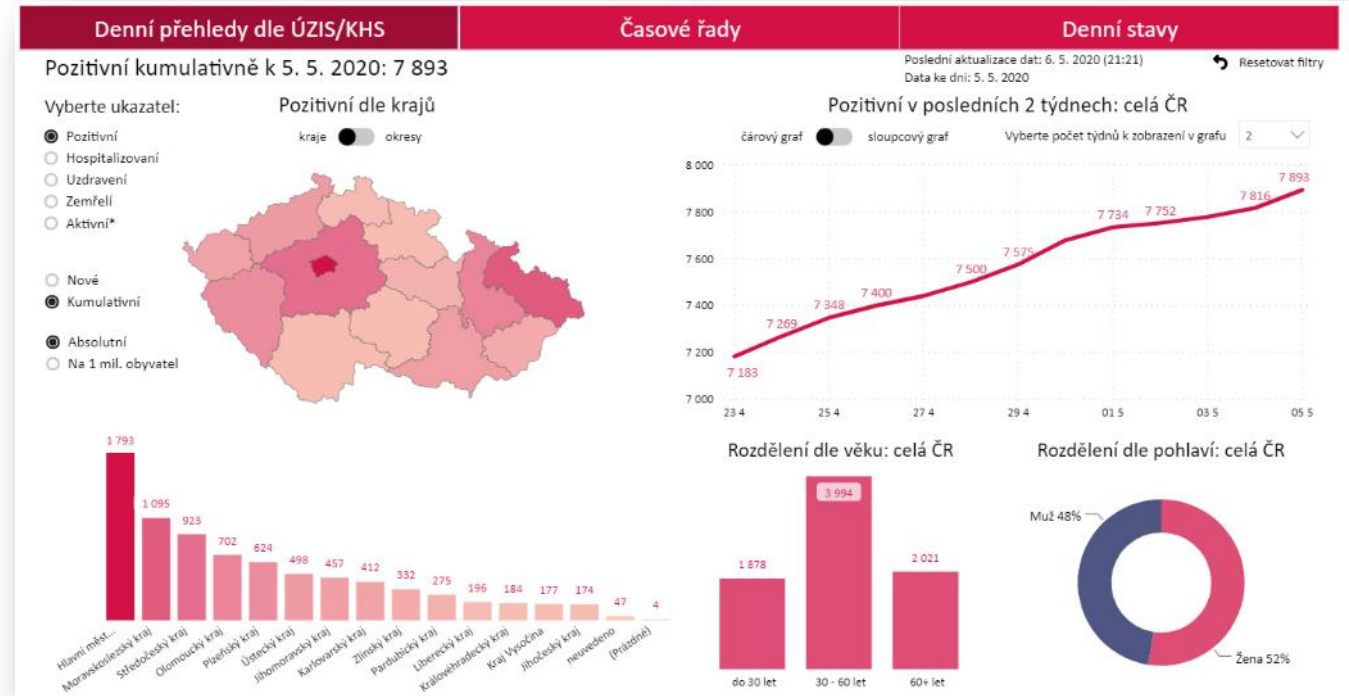 Denní přehledy dle ÚZIS/KHS
Časové řady
Denní stavy
Pozitivní kumulativně k 5. 5. 2020: 7 893
Poslední aktualizace dat: 6. 5. 2020 (21:21)
Data ke dni: 5. 5. 2020
Resetovat filtry
Vyberte ukazatel:
Pozitivní
Hospitalizovaní
Uzdravení
Zemřelí
Aktivní*
Nové
Kumulativní
Absolutní
Na 1 mil. obyvatel
Pozitivní dle krajů
kraje okresy
Pozitivní v posledních 2 týdnech: celá ČR
čárový graf sloupcový graf
Vyberte počet týdnů k zobrazení v grafu 2
8 000
7 800
7 600
7 400
7 200
7 000
7 183
7 269
7 348
7 400
7 500
7 575
7 734
7 752
7 816
7 893
23 4 25 4 27 4 29 4 01 5 03 5 05 5
1 793
1 095
923
702
624
498
457
412
332
275
196
184
177
174
47
4
Hlavní měst...
Moravskoslezský kraj
Středočeský kraj
Olomoucký kraj
Plzeňský kraj
Ústecký kraj
Jihomoravský kraj
Karlovarský kraj
Zlínský kraj
Pardubický kraj
Liberecký kraj
Královéhradecký kraj
Kraj Vysočina
Jihočeský kraj
neuvedeno
(Prázdné)
Rozdělení dle věku: celá ČR
1 878
3 994
2 021
do 30 let
30 - 60 let
60+ let
Rozdělení dle pohlaví: celá ČR
Muž 48%
Žena 52%